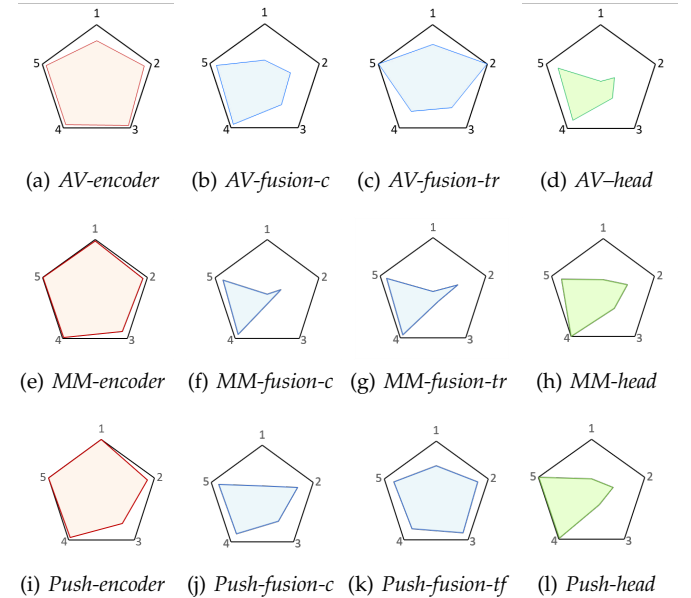 1 1 1 1
5 2 5 2 5 2 5 2
4 3 4 3 4 3 4 3
(a) AV-encoder (b) AV-fusion-c (c) AV-fusion-tr (d) AV–head
1 1 1 1
5 2 5 2 5 2 5 2
4 3 4 3 4 3 4 3
(e) MM-encoder (f) MM-fusion-c (g) MM-fusion-tr (h) MM-head
1 1 1 1
5 2 5 2 5 2 5 2
4 3 4 3 4 3 4 3
(i) Push-encoder (j) Push-fusion-c (k) Push-fusion-tf (l) Push-head